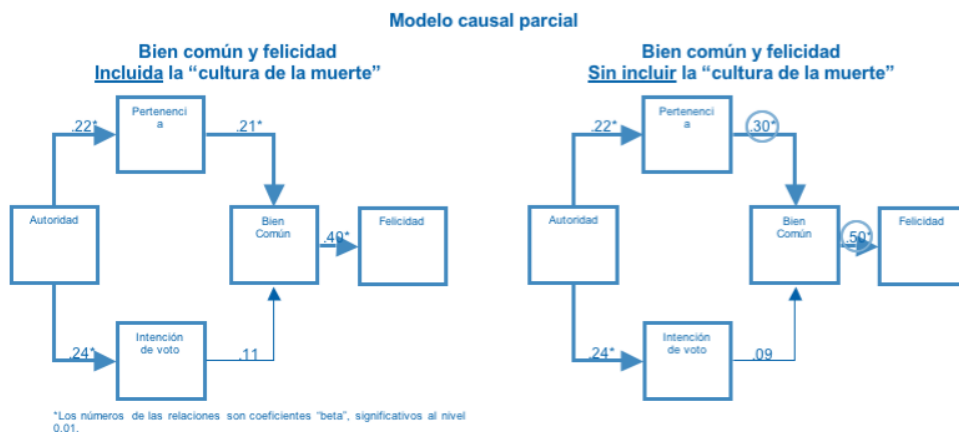 Modelo causal parcial
Bien común y felicidad
Incluida la “cultura de la muerte”
Pertenenci
a
.22*
.21*
Autoridad
Bien
Común
.40*
Felicidad
Intención
de voto
.24*
.11
*Los números de las relaciones son coeficientes “beta”, significativos al nivel
0.01.
Bien común y felicidad
Sin incluir la “cultura de la muerte”
Pertenenci
a
.22*
.30*
Autoridad
Bien
Común
.50*
Felicidad
Intención
de voto
.24*
.09